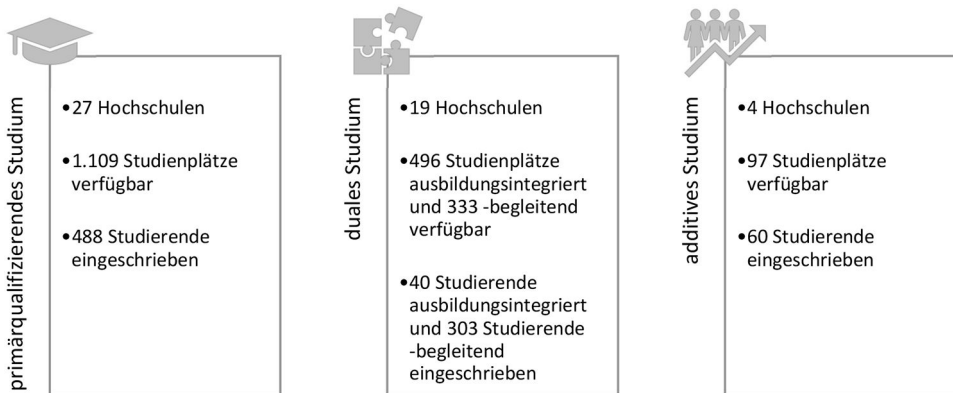 primärqualifizierendes Studium
•27 Hochschulen
•1.109 Studienplätze
verfügbar
•488 Studierende
eingeschrieben
duales Studium
•19 Hochschulen
•496 Studienplätze
ausbildungsintegriert
und 333 -begleitend
verfügbar
•40 Studierende
ausbildungsintegriert
und 303 Studierende
-begleitend
eingeschrieben
additives Studium
•4 Hochschulen
•97 Studienplätze
verfügbar
•60 Studierende
eingeschrieben